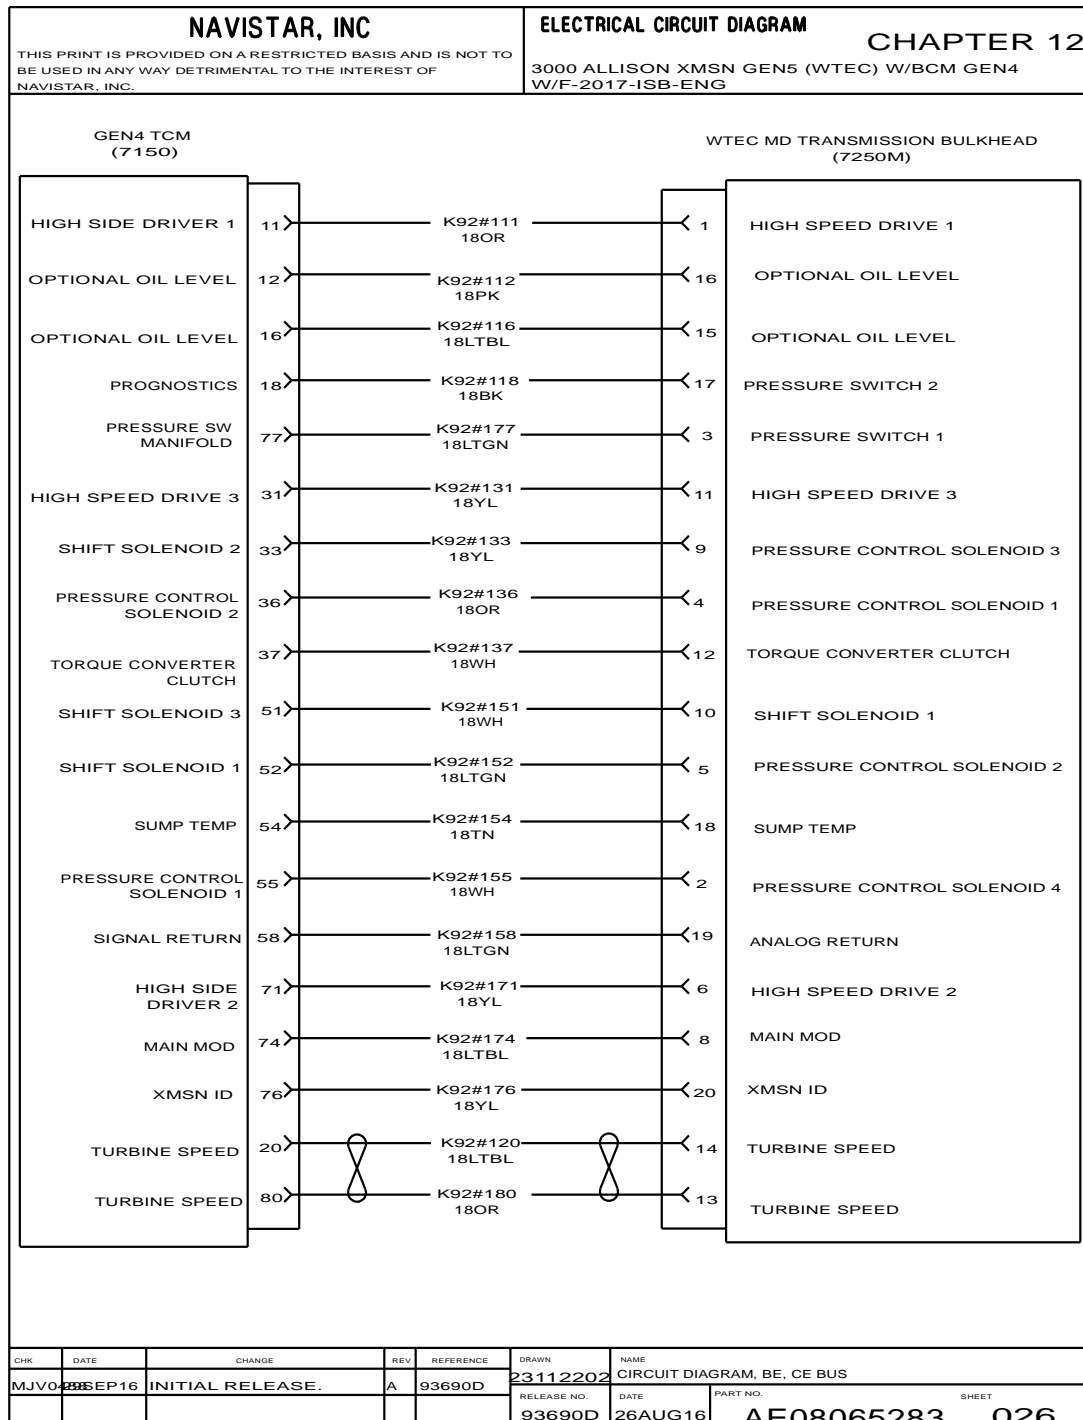 NAVISTAR, INC
THIS PRINT IS PROVIDED ON A RESTRICTED BASIS AND IS NOT TO
BE USED IN ANY WAY DETRIMENTAL TO THE INTEREST OF
NAVISTAR, INC.
ELECTRICAL CIRCUIT DIAGRAM
CHAPTER 12
3000 ALLISON XMSN GEN5 (WTEC) W/BCM GEN4
W/F-2017-ISB-ENG
GEN4 TCM
(7150)
WTEC MD TRANSMISSION BULKHEAD
(7250M)
HIGH SIDE DRIVER 1 11 K92#111 1 HIGH SPEED DRIVE 1
18OR
OPTIONAL OIL LEVEL 12 K92#112 16 OPTIONAL OIL LEVEL
18PK
OPTIONAL OIL LEVEL 16 K92#116 15 OPTIONAL OIL LEVEL
18LTBL
PROGNOSTICS 18 K92#118 17 PRESSURE SWITCH 2
18BK
PRESSURE SW
MANIFOLD 77 K92#177 3 PRESSURE SWITCH 1
18LTGN
HIGH SPEED DRIVE 3 31 K92#131 11 HIGH SPEED DRIVE 3
18YL
SHIFT SOLENOID 2 33 K92#133 9 PRESSURE CONTROL SOLENOID 3
18YL
PRESSURE CONTROL
SOLENOID 2 36 K92#136 4 PRESSURE CONTROL SOLENOID 1
18OR
TORQUE CONVERTER
CLUTCH 37 K92#137 12 TORQUE CONVERTER CLUTCH
18WH
SHIFT SOLENOID 3 51 K92#151 10 SHIFT SOLENOID 1
18WH
SHIFT SOLENOID 1 52 K92#152 5 PRESSURE CONTROL SOLENOID 2
18LTGN
SUMP TEMP 54 K92#154 18 SUMP TEMP
18TN
PRESSURE CONTROL
SOLENOID 1 55 K92#155 2 PRESSURE CONTROL SOLENOID 4
18WH
SIGNAL RETURN 58 K92#158 19 ANALOG RETURN
18LTGN
HIGH SIDE
DRIVER 2 71 K92#171 6 HIGH SPEED DRIVE 2
18YL
MAIN MOD 74 K92#174 8 MAIN MOD
18LTBL
XMSN ID 76 K92#176 20 XMSN ID
18YL
TURBINE SPEED 20 K92#120 14 TURBINE SPEED
18LTBL
TURBINE SPEED 80 K92#180 13 TURBINE SPEED
18OR
CHK DATE CHANGE REV REFERENCE DRAWN NAME
INITIAL RELEASE. A 93690D 23112202 CIRCUIT DIAGRAM, BE, CE BUS
RELEASE NO. DATE PART NO. SHEET
93690D 26AUG16 AE08065283 026